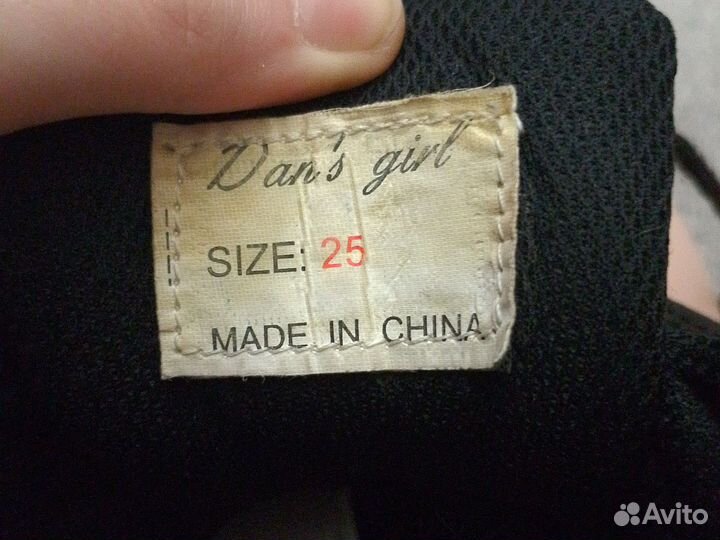 Dan's girl
SIZE: 25
MADE IN CHINA
Avito